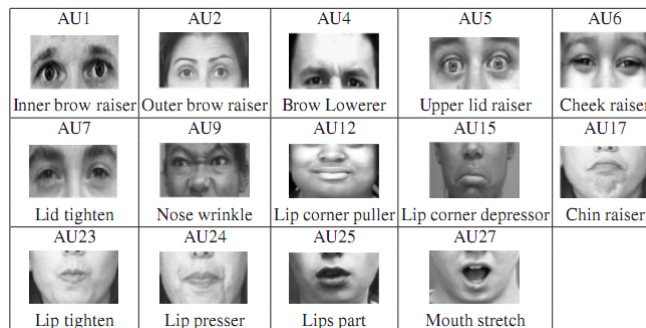 AU1 AU2 AU4 AU5 AU6
Inner brow raiser Outer brow raiser Brow Lowerer Upper lid raiser Cheek raiser
AU7 AU9 AU12 AU15 AU17
Lid tighten Nose wrinkle Lip corner puller Lip corner depressor Chin raiser
AU23 AU24 AU25 AU27
Lip tighten Lip presser Lips part Mouth stretch